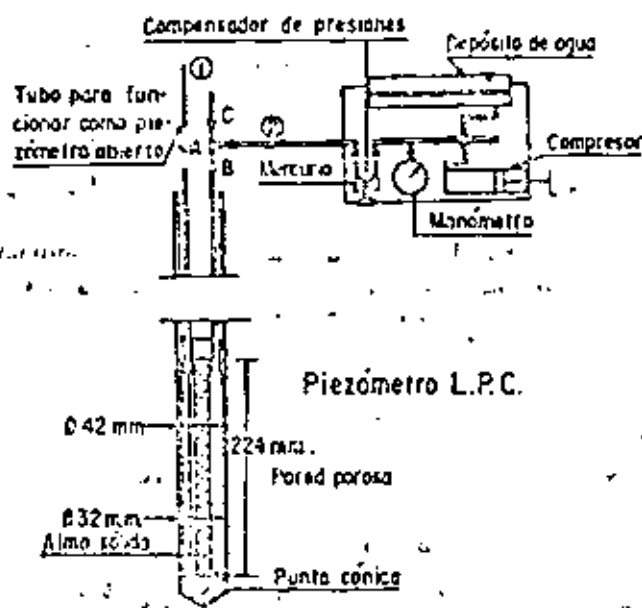 Compensador de presiones
Depósito de agua
①
Tubo para fun-
cionar como pie-
zómetro abierto
C
A
B
②
Mercurio
Compresor
Manómetro
Piezómetro L.P.C.
Ø 42 mm
224 mm.
Pared porosa
Ø 32 mm.
Alma sólida
Punta cónica